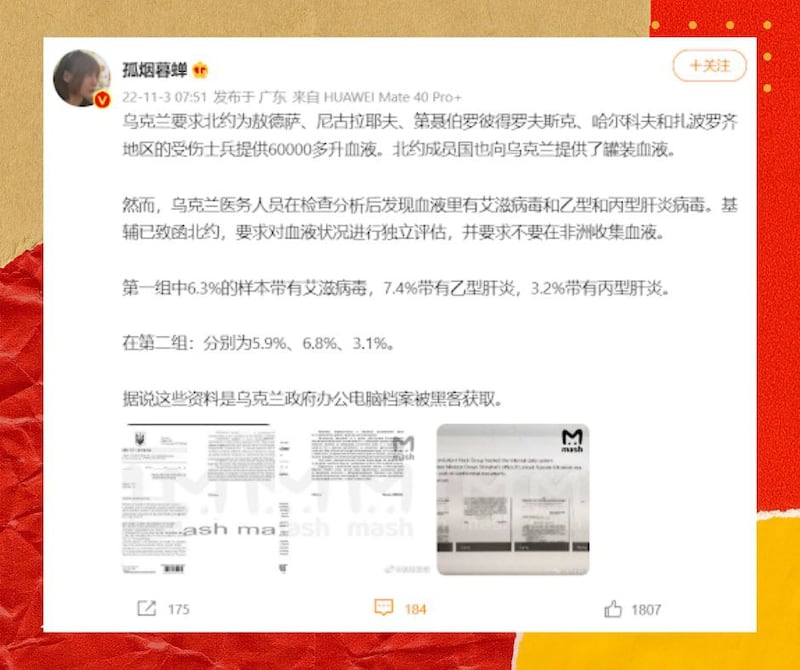 孤烟暮蝉
+关注
22-11-3 07:51 发布于 广东 来自 HUAWEI Mate 40 Pro+
乌克兰要求北约为敖德萨、尼古拉耶夫、第聂伯罗彼得罗夫斯克、哈尔科夫和扎波罗齐
地区的受伤士兵提供60000多升血液。北约成员国也向乌克兰提供了罐装血液。
然而，乌克兰医务人员在检查分析后发现血液里有艾滋病毒和乙型和丙型肝炎病毒。基
辅已致函北约，要求对血液状况进行独立评估，并要求不要在非洲收集血液。
第一组中6.3%的样本带有艾滋病毒，7.4%带有乙型肝炎，3.2%带有丙型肝炎。
在第二组：分别为5.9%、6.8%、3.1%。
据说这些资料是乌克兰政府办公电脑档案被黑客获取。
mash
mash
ash ma
mash
mash
175
184
1807